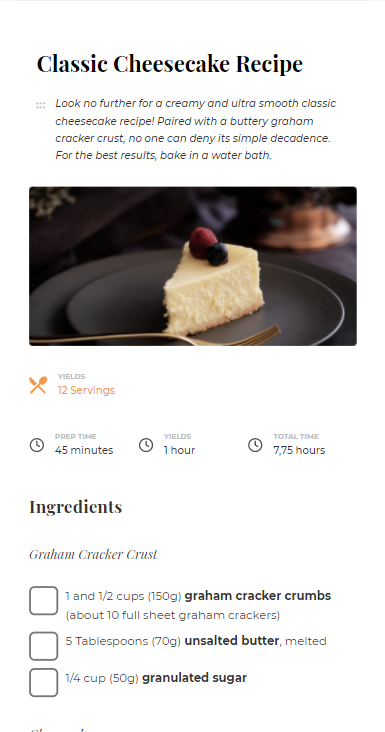 Classic Cheesecake Recipe
Look no further for a creamy and ultra smooth classic
cheesecake recipe! Paired with a buttery graham
cracker crust, no one can deny its simple decadence.
For the best results, bake in a water bath.
YIELDS
12 Servings
PREP TIME
45 minutes
YIELDS
1 hour
TOTAL TIME
7,75 hours
Ingredients
Graham Cracker Crust
1 and 1/2 cups (150g) graham cracker crumbs
(about 10 full sheet graham crackers)
5 Tablespoons (70g) unsalted butter, melted
1/4 cup (50g) granulated sugar